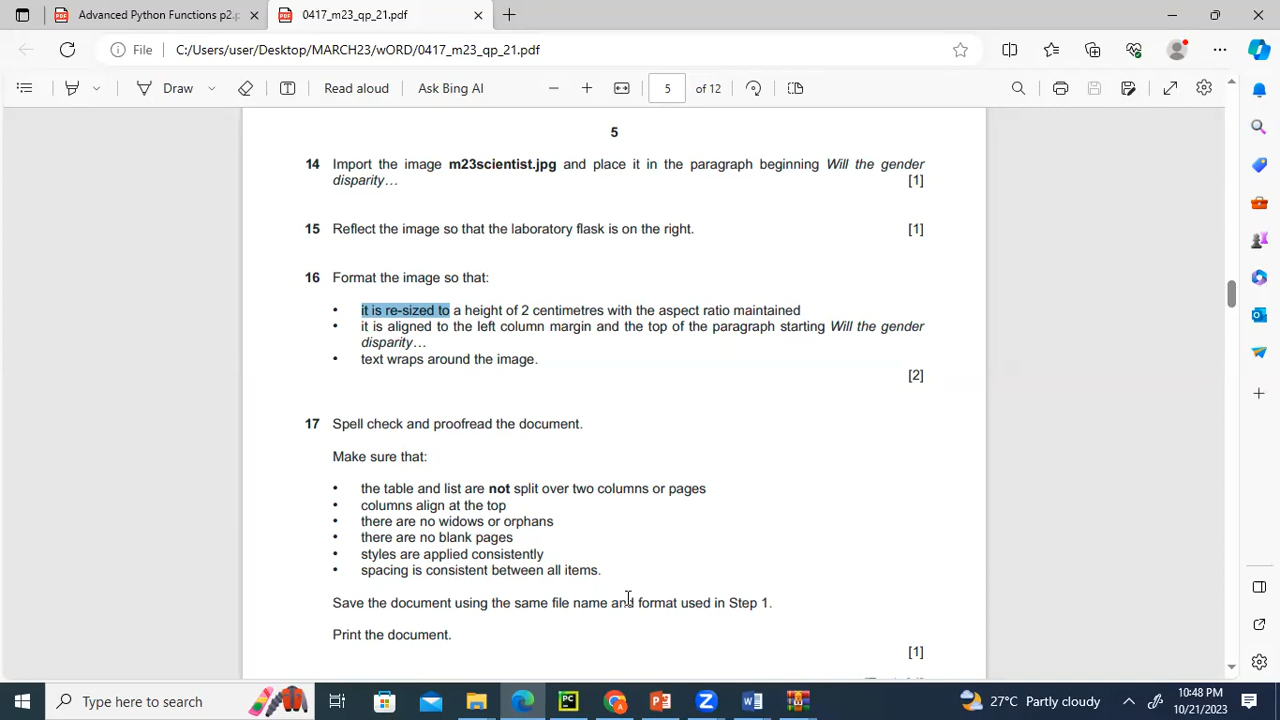 Advanced Python Functions p2.p
0417_m23_qp_21.pdf
File
C:/Users/user/Desktop/MARCH23/wORD/0417_m23_qp_21.pdf
Draw
Read aloud
Ask Bing AI
5
of 12
5
14 Import the image m23scientist.jpg and place it in the paragraph beginning Will the gender
disparity… [1]
15 Reflect the image so that the laboratory flask is on the right. [1]
16 Format the image so that:
• it is re-sized to a height of 2 centimetres with the aspect ratio maintained
• it is aligned to the left column margin and the top of the paragraph starting Will the gender
disparity…
• text wraps around the image.
[2]
17 Spell check and proofread the document.
Make sure that:
• the table and list are not split over two columns or pages
• columns align at the top
• there are no widows or orphans
• there are no blank pages
• styles are applied consistently
• spacing is consistent between all items.
Save the document using the same file name and format used in Step 1.
Print the document.
[1]
Type here to search
27°C Partly cloudy
10:48 PM
10/21/2023